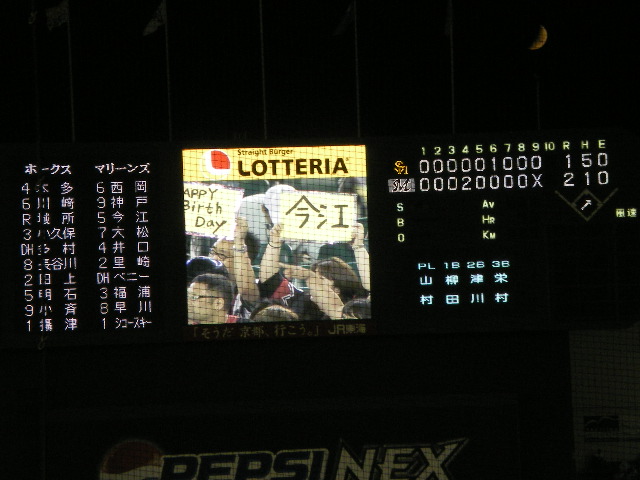 ホークス マリーンズ
4 本多 6 西岡
6 川﨑 9 神戸
R 城所 5 今江
3 小久保 7 大松
DH 多村 4 井口
8 長谷川 2 里崎
2 田上 DH ベニー
5 明石 3 福浦
9 小斉 8 早川
1 攝津 1 シコースキー
Straight Burger
LOTTERIA
APPY
Birth
Day
今江
「そうだ 京都、行こう。」 JR東海
1 2 3 4 5 6 7 8 9 10 R H E
SH 000001000 1 5 0
M 00020000X 2 1 0
S Av
B HR
O KM
風速
PL 1B 2B 3B
山 柳 津 栄
村 田 川 村
PEPSI NEX